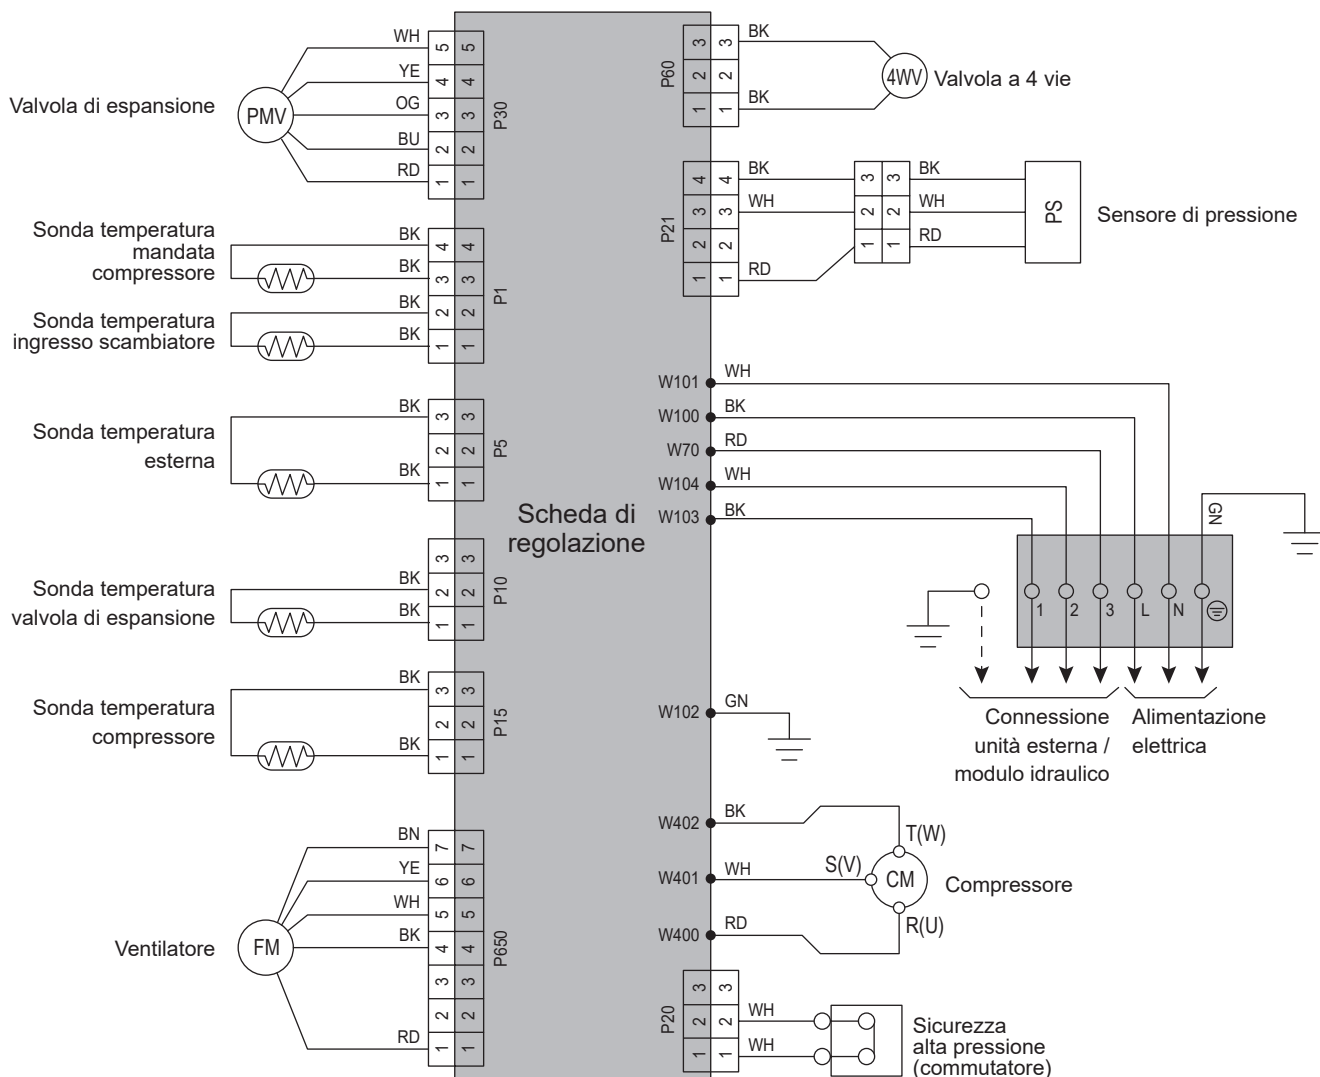 Valvola di espansione
PMV
WH
YE
OG
BU
RD
5 5
4 4
3 3
2 2
1 1
P30
Sonda temperatura
mandata
compressore
Sonda temperatura
ingresso scambiatore
BK
BK
BK
BK
4 4
3 3
2 2
1 1
P1
Sonda temperatura
esterna
BK
BK
3 3
2 2
1 1
P5
Sonda temperatura
valvola di espansione
BK
BK
3 3
2 2
1 1
P10
Sonda temperatura
compressore
BK
BK
3 3
2 2
1 1
P15
Ventilatore
FM
BN
YE
WH
BK
RD
7 7
6 6
5 5
4 4
3 3
2 2
1 1
P650
Scheda di
regolazione
P60
3 3
2 2
1 1
BK
BK
4WV
Valvola a 4 vie
P21
4 4
3 3
2 2
1 1
BK
WH
RD
3 3
2 2
1 1
BK
WH
RD
PS
Sensore di pressione
W101 WH
W100 BK
W70 RD
W104 WH
W103 BK
GN
1 2 3 L N
Connessione
unità esterna /
modulo idraulico
Alimentazione
elettrica
W102 GN
W402 BK
W401 WH
W400 RD
T(W)
S(V)
CM
R(U)
Compressore
P20
3 3
2 2
1 1
WH
WH
Sicurezza
alta pressione
(commutatore)